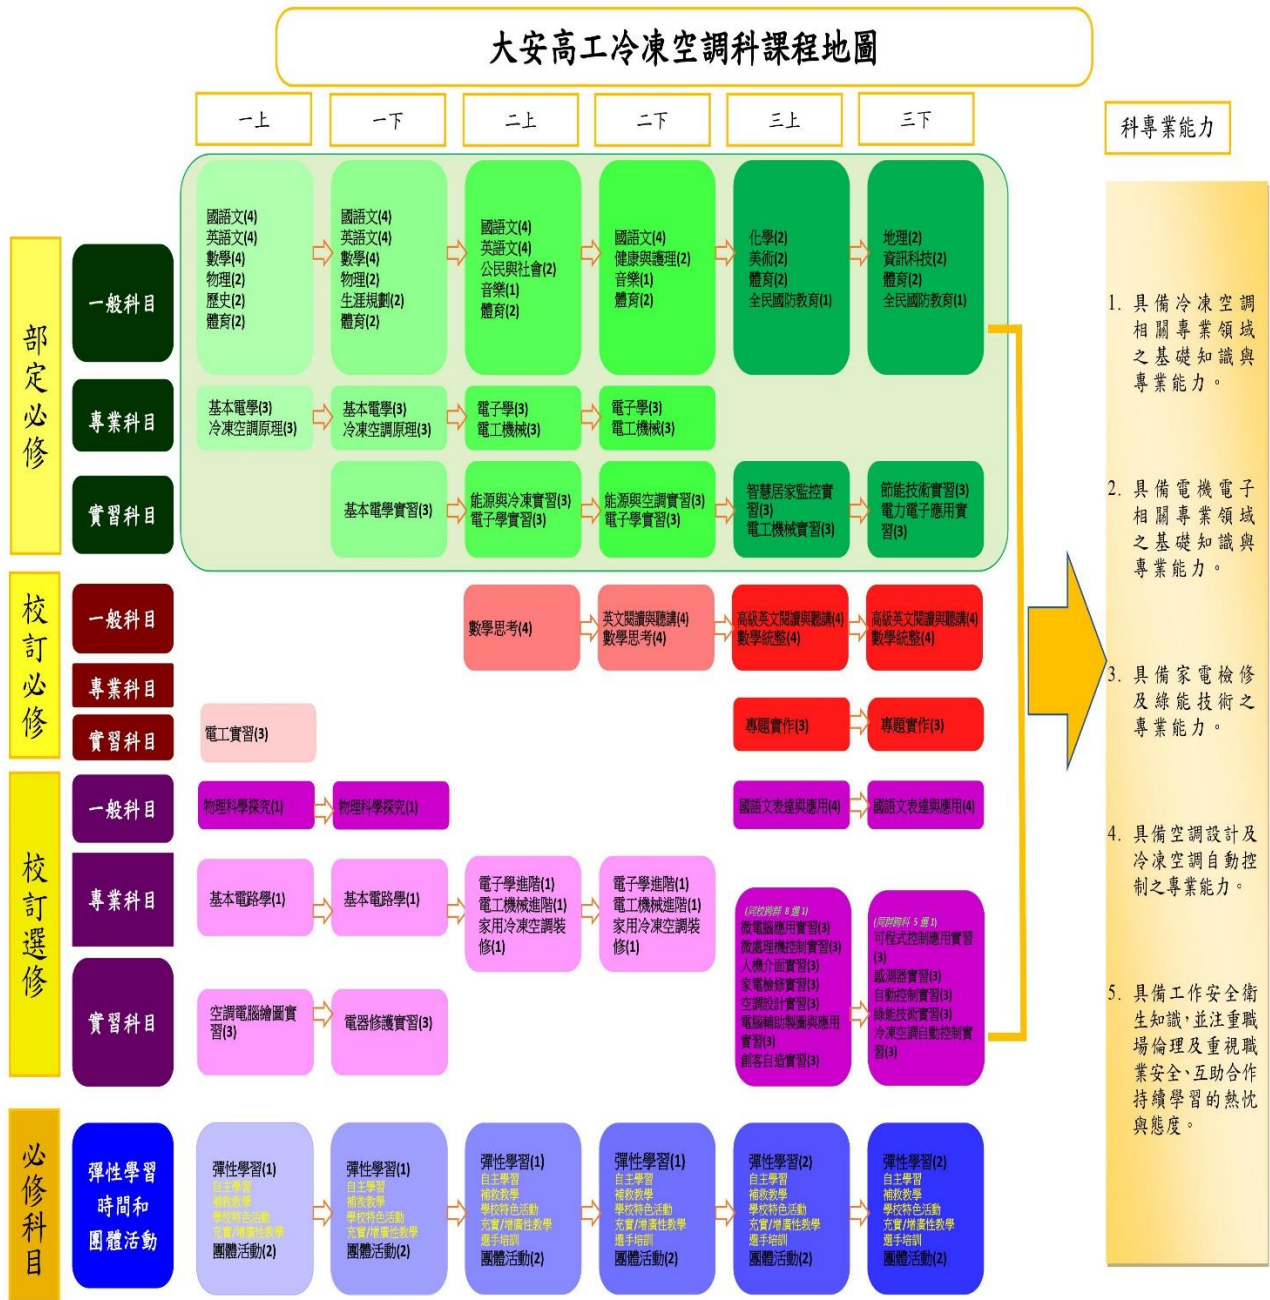 大安高工冷凍空調科課程地圖
一上
一下
二上
二下
三上
三下
科專業能力
部定必修
一般科目
國語文(4)
英語文(4)
數學(4)
物理(2)
歷史(2)
體育(2)
國語文(4)
英語文(4)
數學(4)
物理(2)
生涯規劃(2)
體育(2)
國語文(4)
英語文(4)
公民與社會(2)
音樂(1)
體育(2)
國語文(4)
健康與護理(2)
音樂(1)
體育(2)
化學(2)
美術(2)
體育(2)
全民國防教育(1)
地理(2)
資訊科技(2)
體育(2)
全民國防教育(1)
專業科目
基本電學(3)
冷凍空調原理(3)
基本電學(3)
冷凍空調原理(3)
電子學(3)
電工機械(3)
電子學(3)
電工機械(3)
實習科目
基本電學實習(3)
能源與冷凍實習(3)
電子學實習(3)
能源與空調實習(3)
電子學實習(3)
智慧居家監控實
習(3)
電工機械實習(3)
節能技術實習(3)
電力電子應用實
習(3)
校訂必修
一般科目
數學思考(4)
英文閱讀與聽講(4)
數學思考(4)
高級英文閱讀與聽講(4)
數學統整(4)
高級英文閱讀與聽講(4)
數學統整(4)
專業科目
實習科目
電工實習(3)
專題實作(3)
專題實作(3)
校訂選修
一般科目
物理科學探究(1)
物理科學探究(1)
國語文表達與應用(4)
國語文表達與應用(4)
專業科目
基本電路學(1)
基本電路學(1)
電子學進階(1)
電工機械進階(1)
家用冷凍空調裝
修(1)
電子學進階(1)
電工機械進階(1)
家用冷凍空調裝
修(1)
實習科目
空調電腦繪圖實
習(3)
電器修護實習(3)
(同校跨群 8 選1)
微電腦應用實習(3)
微處理機控制實習(3)
人機介面實習(3)
家電檢修實習(3)
空調設計實習(3)
電腦輔助製圖與應用
實習(3)
創客自造實習(3)
(同群跨科 5 選1)
可程式控制應用實習
(3)
感測器實習(3)
自動控制實習(3)
綠能技術實習(3)
冷凍空調自動控制實
習(3)
必修科目
彈性學習
時間和
團體活動
彈性學習(1)
自主學習
補救教學
學校特色活動
充實/增廣性教學
團體活動(2)
彈性學習(1)
自主學習
補救教學
學校特色活動
充實/增廣性教學
團體活動(2)
彈性學習(1)
自主學習
補救教學
學校特色活動
充實/增廣性教學
選手培訓
團體活動(2)
彈性學習(1)
自主學習
補救教學
學校特色活動
充實/增廣性教學
選手培訓
團體活動(2)
彈性學習(2)
自主學習
補救教學
學校特色活動
充實/增廣性教學
選手培訓
團體活動(2)
彈性學習(2)
自主學習
補救教學
學校特色活動
充實/增廣性教學
選手培訓
團體活動(2)
1. 具備冷凍空調
相關專業領域
之基礎知識與
專業能力。
2. 具備電機電子
相關專業領域
之基礎知識與
專業能力。
3. 具備家電檢修
及綠能技術之
專業能力。
4. 具備空調設計及
冷凍空調自動控
制之專業能力。
5. 具備工作安全衛
生知識，並注重職
場倫理及重視職
業安全、互助合作
持續學習的熱忱
與態度。